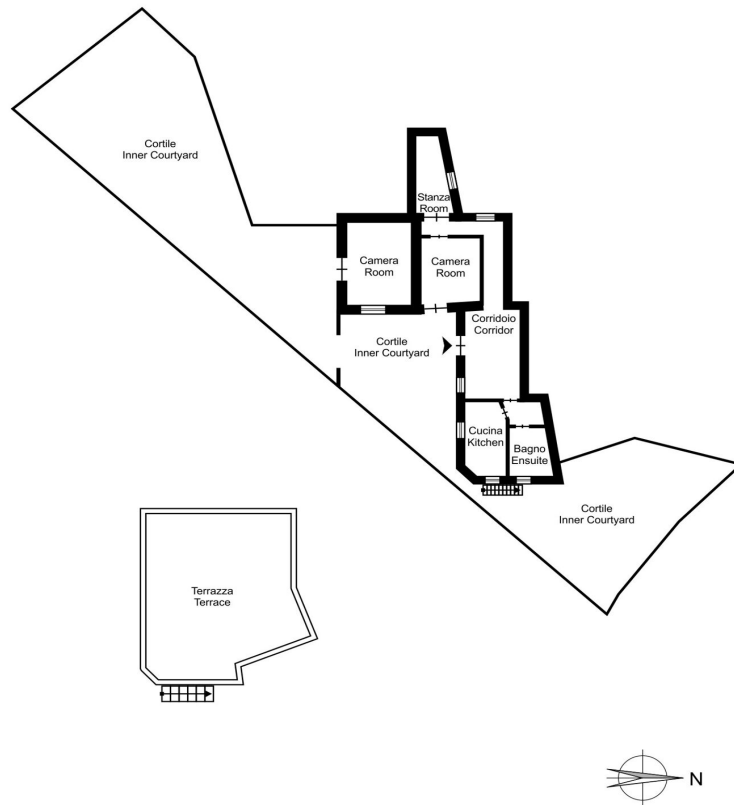 Cortile
Inner Courtyard
Stanza
Room
Camera
Room
Camera
Room
Corridoio
Corridor
Cortile
Inner Courtyard
Cucina
Kitchen
Bagno
Ensuite
Cortile
Inner Courtyard
Terrazza
Terrace
N